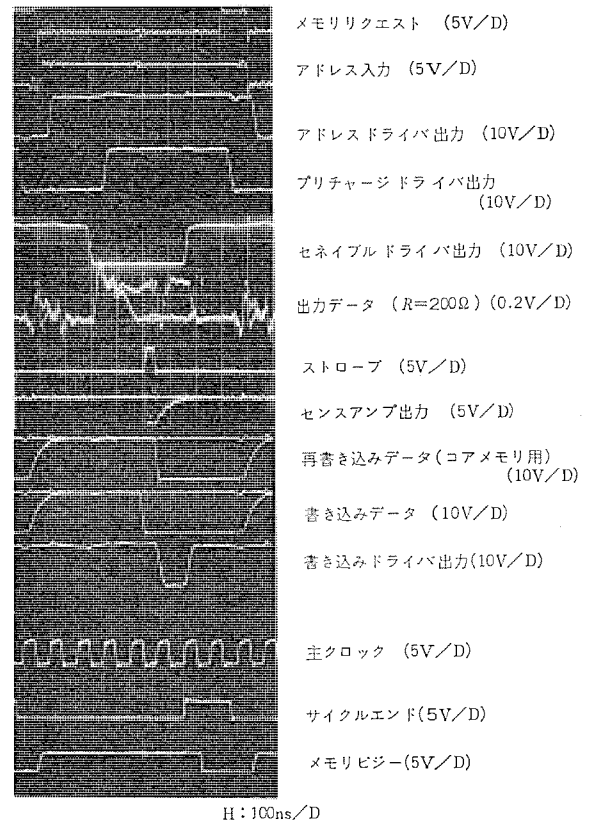 メモリリクエスト (5V/D)
アドレス入力 (5V/D)
アドレスドライバ出力 (10V/D)
プリチャージドライバ出力
(10V/D)
セネイブルドライバ出力 (10V/D)
出力データ (R=200Ω) (0.2V/D)
ストローブ (5V/D)
センスアンプ出力 (5V/D)
再書き込みデータ(コアメモリ用)
(10V/D)
書き込みデータ (10V/D)
書き込みドライバ出力(10V/D)
主クロック (5V/D)
サイクルエンド(5V/D)
メモリビジー(5V/D)
H:100ns/D